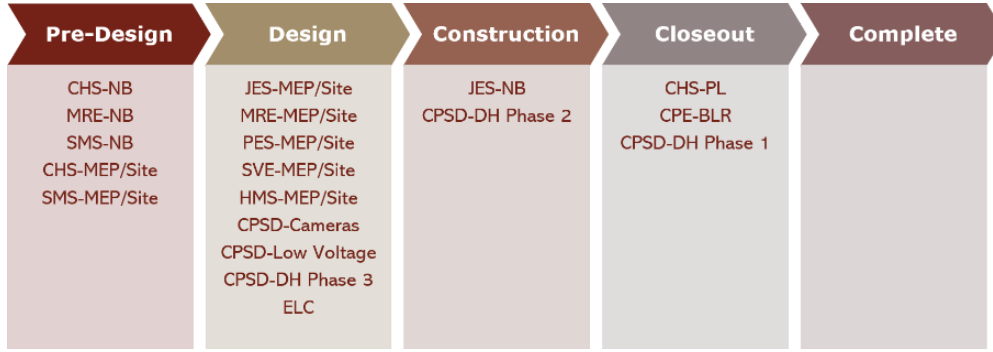 Pre-Design
Design
Construction
Closeout
Complete
CHS-NB
MRE-NB
SMS-NB
CHS-MEP/Site
SMS-MEP/Site
JES-MEP/Site
MRE-MEP/Site
PES-MEP/Site
SVE-MEP/Site
HMS-MEP/Site
CPSD-Cameras
CPSD-Low Voltage
CPSD-DH Phase 3
ELC
JES-NB
CPSD-DH Phase 2
CHS-PL
CPE-BLR
CPSD-DH Phase 1